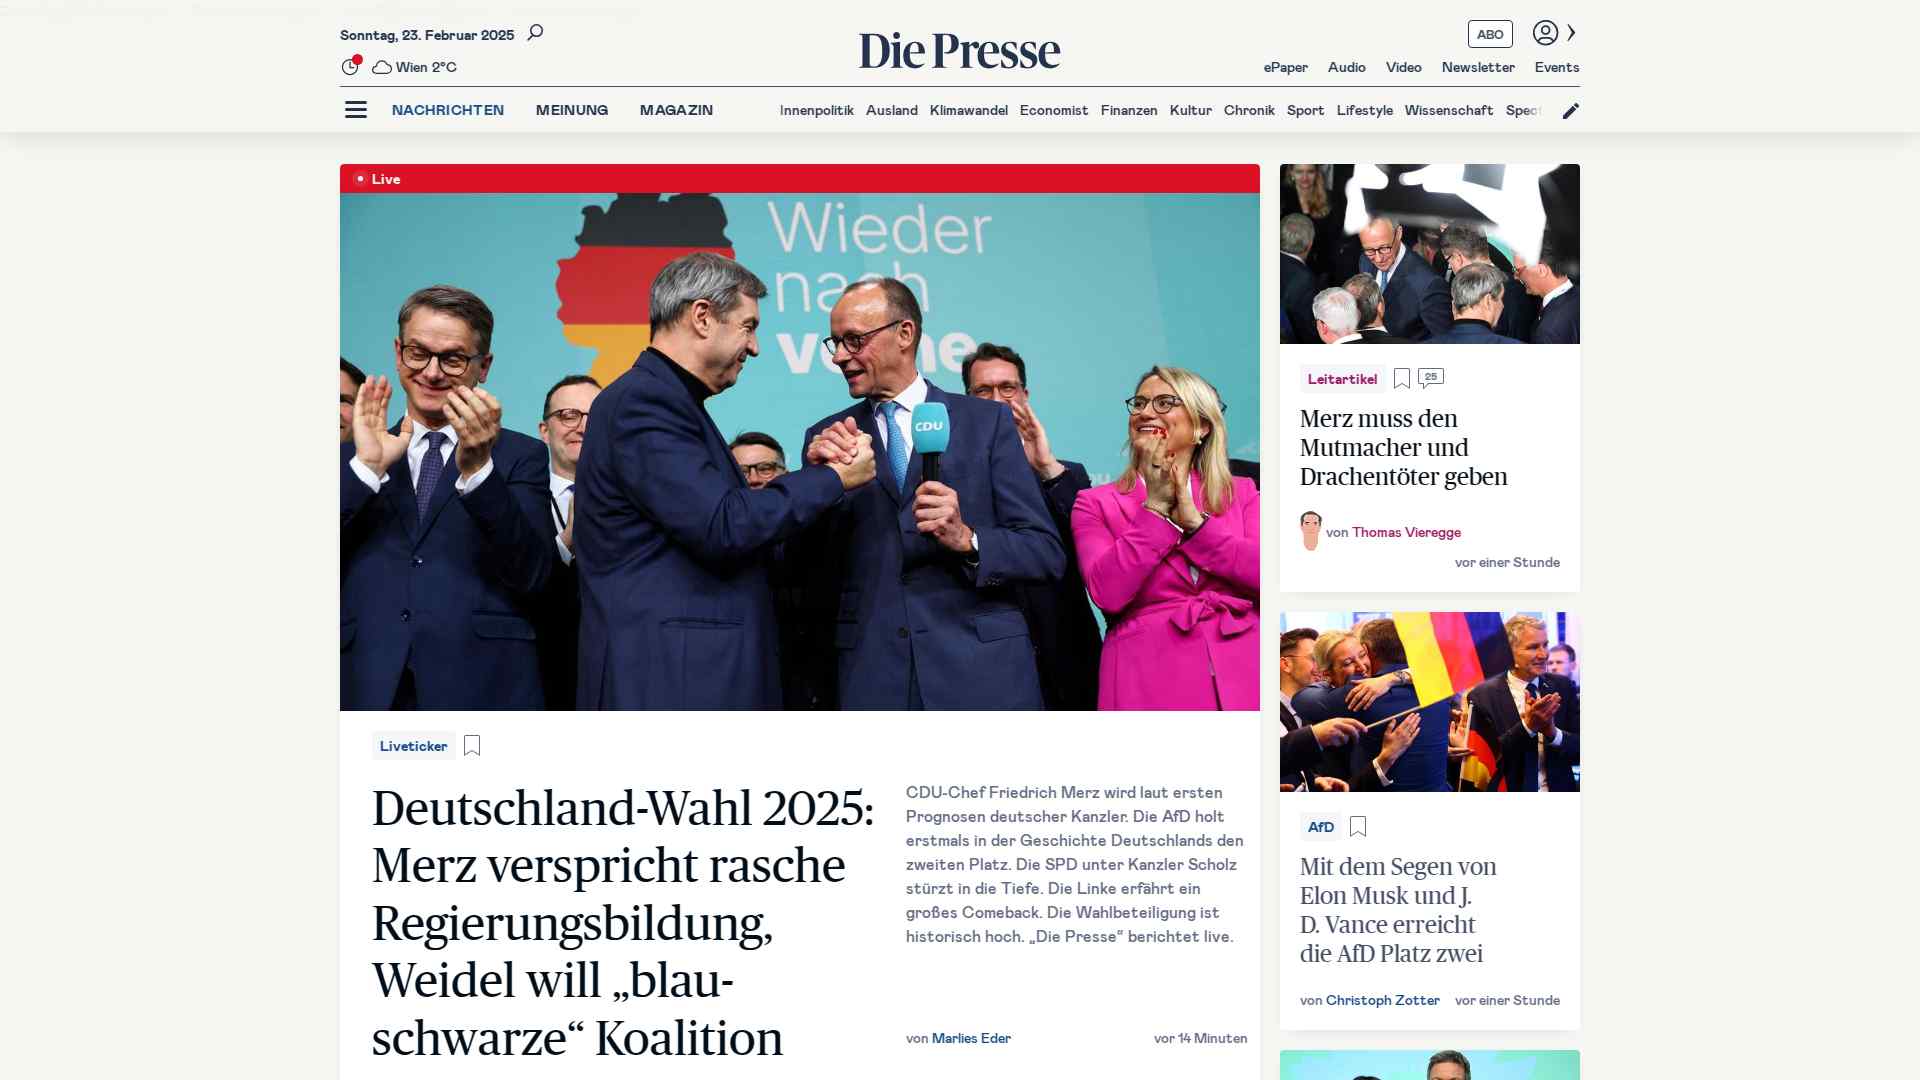 Sonntag, 23. Februar 2025
Wien 2°C
Die Presse
ABO
ePaper Audio Video Newsletter Events
NACHRICHTEN MEINUNG MAGAZIN
Innenpolitik Ausland Klimawandel Economist Finanzen Kultur Chronik Sport Lifestyle Wissenschaft
Live
Wieder
nach
CDU
Liveticker
Deutschland-Wahl 2025:
Merz verspricht rasche
Regierungsbildung,
Weidel will „blau-
schwarze“ Koalition
CDU-Chef Friedrich Merz wird laut ersten
Prognosen deutscher Kanzler. Die AfD holt
erstmals in der Geschichte Deutschlands den
zweiten Platz. Die SPD unter Kanzler Scholz
stürzt in die Tiefe. Die Linke erfährt ein
großes Comeback. Die Wahlbeteiligung ist
historisch hoch. „Die Presse“ berichtet live.
von Marlies Eder
vor 14 Minuten
Leitartikel
25
Merz muss den
Mutmacher und
Drachentöter geben
von Thomas Vieregge
vor einer Stunde
AfD
Mit dem Segen von
Elon Musk und J.
D. Vance erreicht
die AfD Platz zwei
von Christoph Zotter
vor einer Stunde